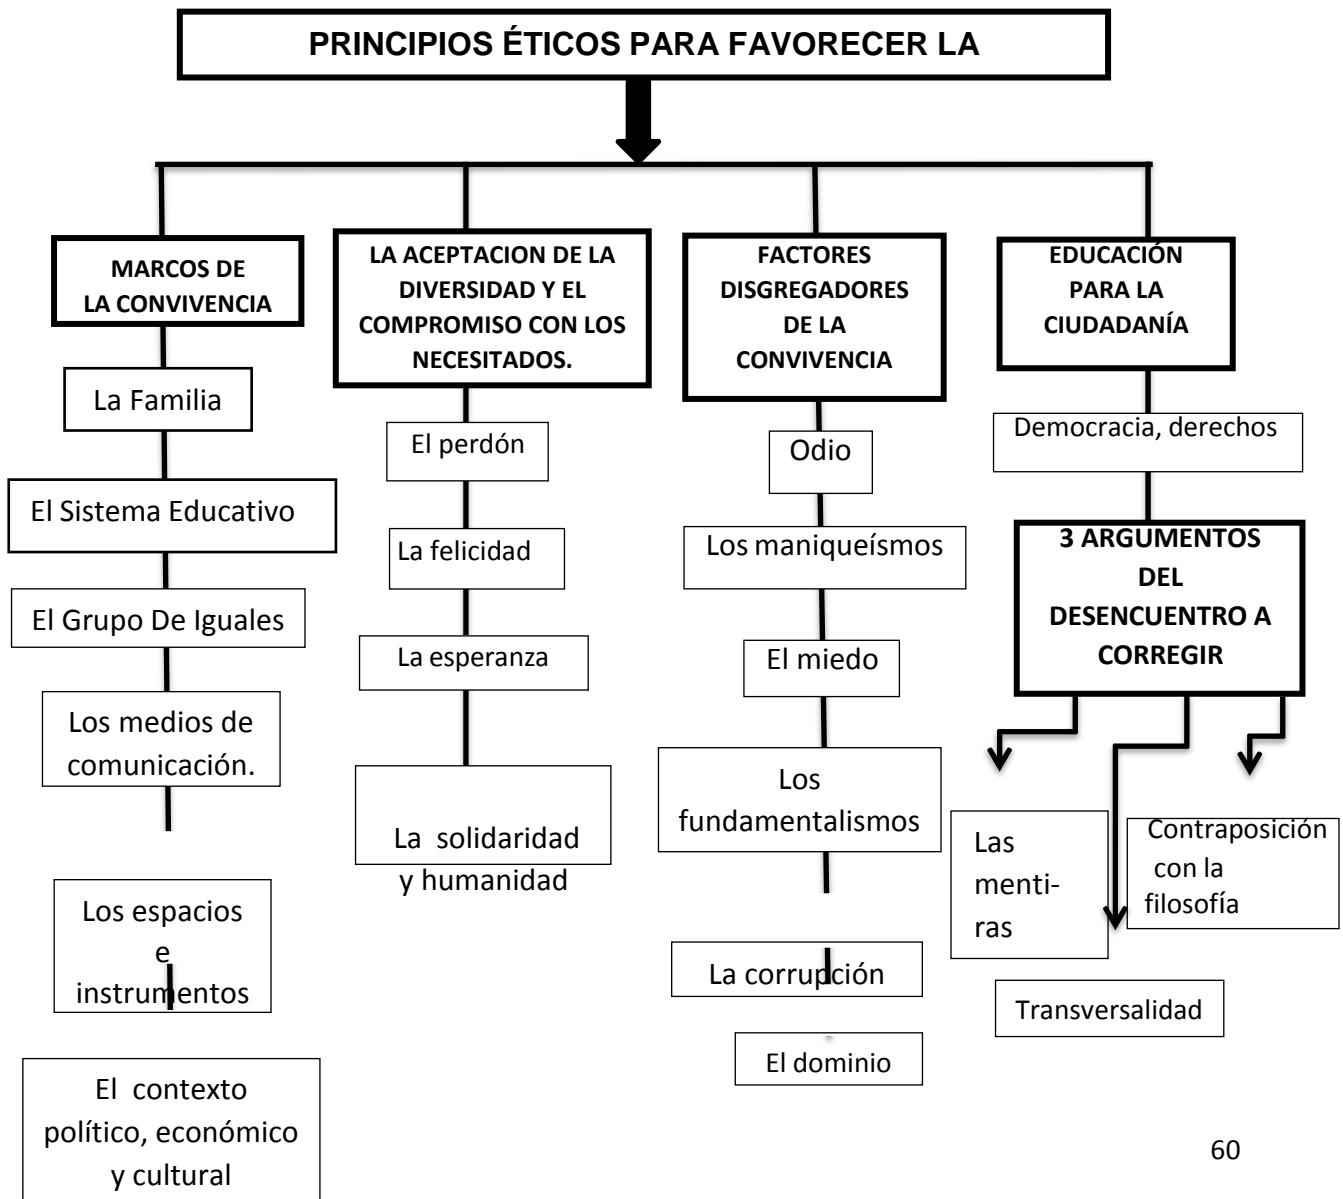 PRINCIPIOS ÉTICOS PARA FAVORECER LA
MARCOS DE
LA CONVIVENCIA
La Familia
El Sistema Educativo
El Grupo De Iguales
Los medios de
comunicación.
Los espacios
e
instrumentos
El contexto
político, económico
y cultural
LA ACEPTACION DE LA
DIVERSIDAD Y EL
COMPROMISO CON LOS
NECESITADOS.
El perdón
La felicidad
La esperanza
La solidaridad
y humanidad
FACTORES
DISGREGADORES
DE LA
CONVIVENCIA
Odio
Los maniqueísmos
El miedo
Los
fundamentalismos
La corrupción
El dominio
EDUCACIÓN
PARA LA
CIUDADANÍA
Democracia, derechos
3 ARGUMENTOS
DEL
DESENCUENTRO A
CORREGIR
Las
menti-
ras
Transversalidad
Contraposición
con la
filosofía
60